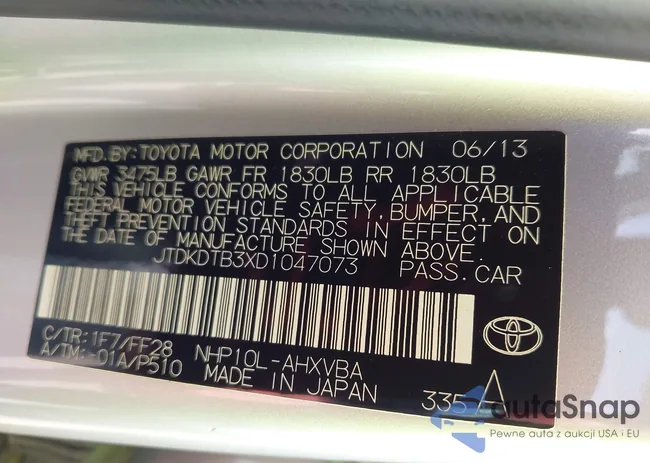 MFD.BY:TOYOTA MOTOR CORPORATION 06/13
GVWR 3475LB GAWR FR 1830LB RR 1830LB
THIS VEHICLE CONFORMS TO ALL APPLICABLE
FEDERAL MOTOR VEHICLE SAFETY, BUMPER, AND
THEFT PREVENTION STANDARDS IN EFFECT ON
THE DATE OF MANUFACTURE SHOWN ABOVE.
JTDKDTB3XD1047073 PASS.CAR
C/TR:1F7/FF28 NHP10L-AHXVBA
A/TM:-01A/P510 MADE IN JAPAN
autoSnap
Pewne auta z aukcji USA i EU